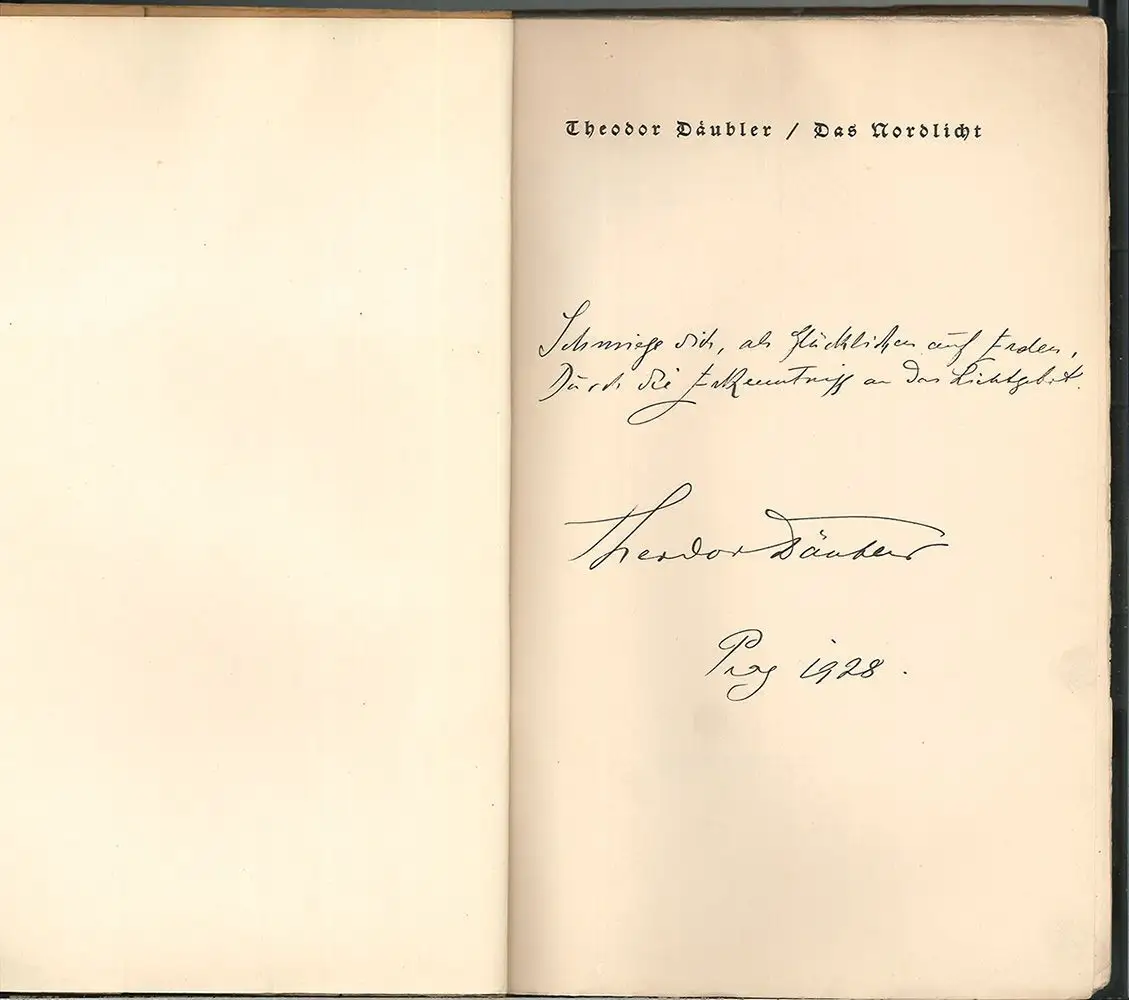 Theodor Däubler / Das Nordlicht
Schmiege dich, als Glücklicher auf Erden,
Durch die Erkenntniss an das Lichtgebot.
Theodor Däubler
Prag 1928.